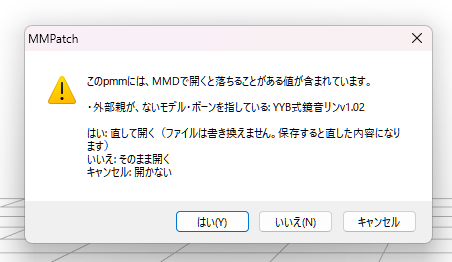 MMPatch
このpmmには、MMDで開くと落ちることがある値が含まれています。
・外部親が、ないモデル・ボーンを指している: YYB式鏡音リンv1.02
はい: 直して開く（ファイルは書き換えません。保存すると直した内容になり
ます）
いいえ: そのまま開く
キャンセル: 開かない
はい(Y)
いいえ(N)
キャンセル